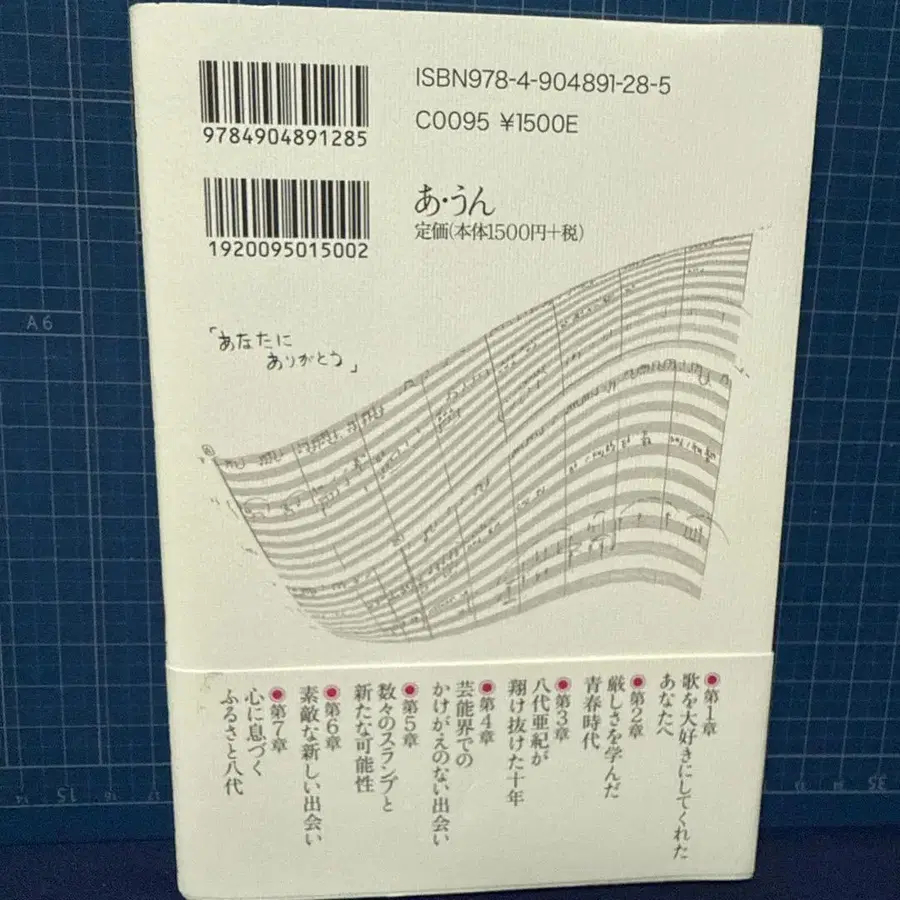 ISBN978-4-904891-28-5
C0095 ¥1500E
9784904891285
あ・うん
定価(本体1500円+税)
1920095015002
「あなたに
ありがとう」
A6
第1章
歌を大好きにしてくれた
あなたへ
第2章
厳しさを学んだ
青春時代
第3章
八代亜紀が
翔け抜けた十年
第4章
芸能界での
かけがえのない出会い
第5章
数々のスランプと
新たな可能性
第6章
素敵な新しい出会い
第7章
心に息づく
ふるさと八代
15
35